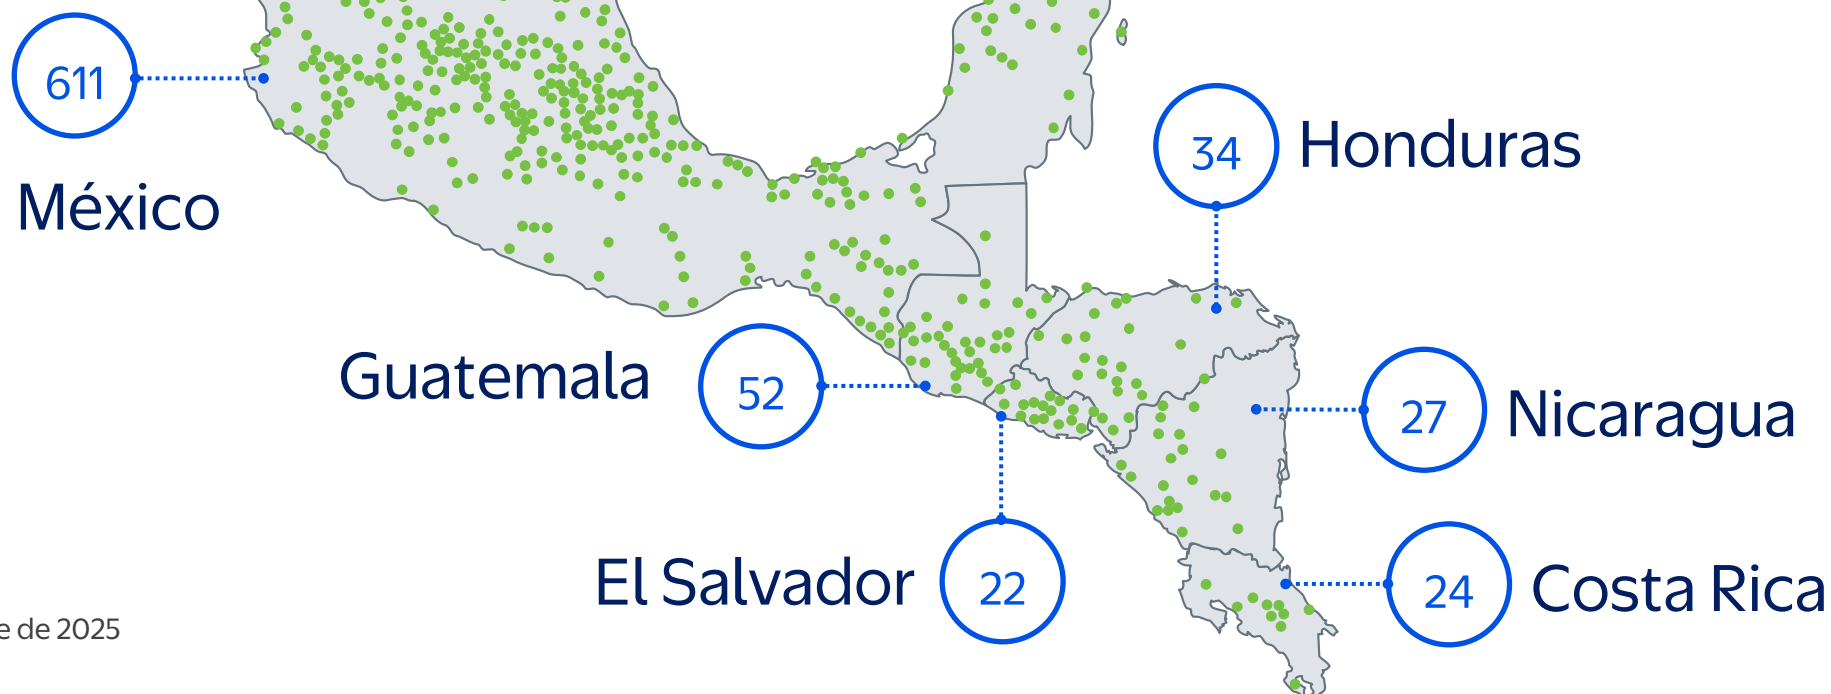 611
México
34
Honduras
Guatemala
52
27
Nicaragua
El Salvador
22
24
Costa Rica
e de 2025